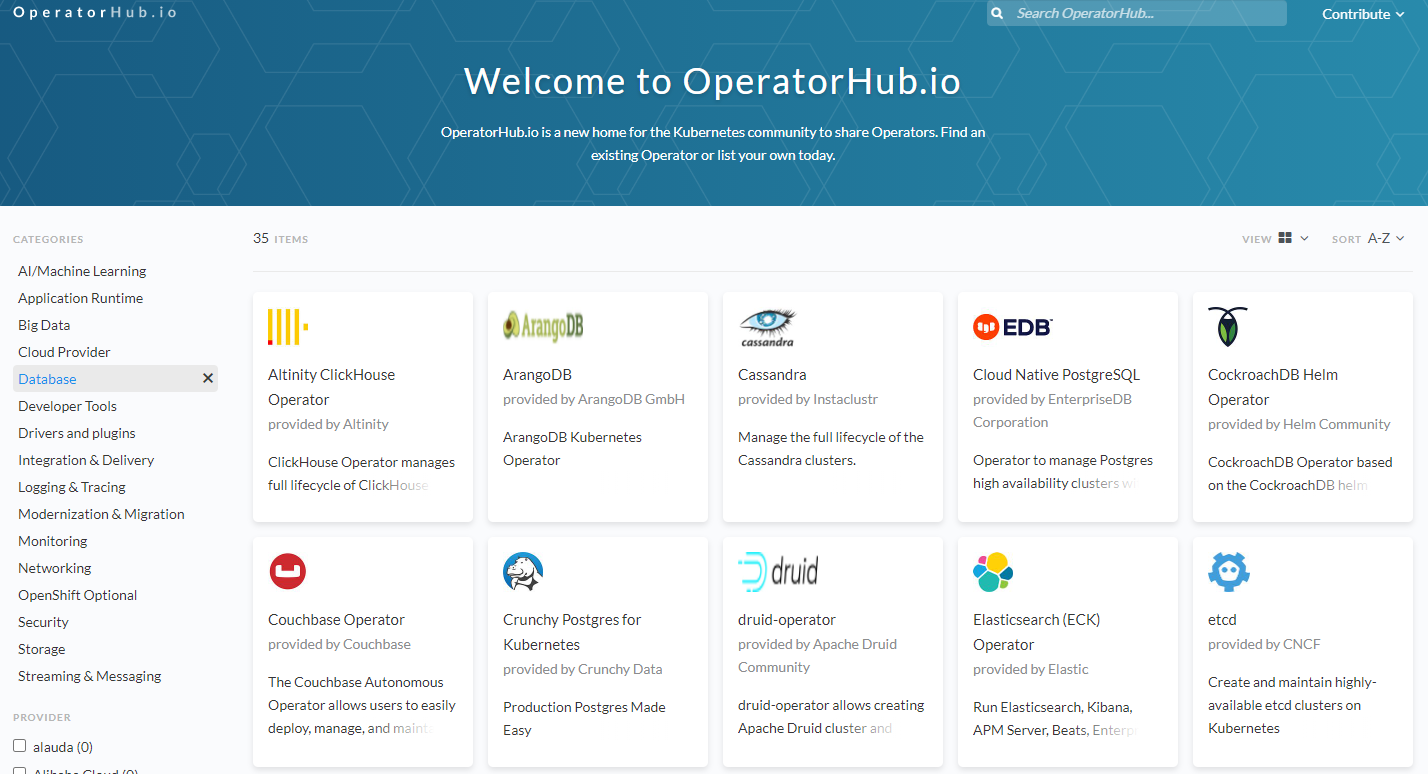 OperatorHub.io
Search OperatorHub...
Contribute
Welcome to OperatorHub.io
OperatorHub.io is a new home for the Kubernetes community to share Operators. Find an
existing Operator or list your own today.
CATEGORIES
AI/Machine Learning
Application Runtime
Big Data
Cloud Provider
Database
Developer Tools
Drivers and plugins
Integration & Delivery
Logging & Tracing
Modernization & Migration
Monitoring
Networking
OpenShift Optional
Security
Storage
Streaming & Messaging
PROVIDER
alauda (0)
Alibaba Cloud (0)
35 ITEMS
VIEW
SORT A-Z
Altinity ClickHouse
Operator
provided by Altinity
ClickHouse Operator manages
full lifecycle of ClickHouse
ArangoDB
ArangoDB
provided by ArangoDB GmbH
ArangoDB Kubernetes
Operator
cassandra
Cassandra
provided by Instaclustr
Manage the full lifecycle of the
Cassandra clusters.
EDB™
Cloud Native PostgreSQL
provided by EnterpriseDB
Corporation
Operator to manage Postgres
high availability clusters
CockroachDB Helm
Operator
provided by Helm Community
CockroachDB Operator based
on the CockroachDB helm
Couchbase Operator
provided by Couchbase
The Couchbase Autonomous
Operator allows users to easily
deploy, manage, and
Crunchy Postgres for
Kubernetes
provided by Crunchy Data
Production Postgres Made
Easy
druid
druid-operator
provided by Apache Druid
Community
druid-operator allows creating
Apache Druid cluster and
Elasticsearch (ECK)
Operator
provided by Elastic
Run Elasticsearch, Kibana,
APM Server, Beats,
etcd
provided by CNCF
Create and maintain highly-
available etcd clusters on
Kubernetes